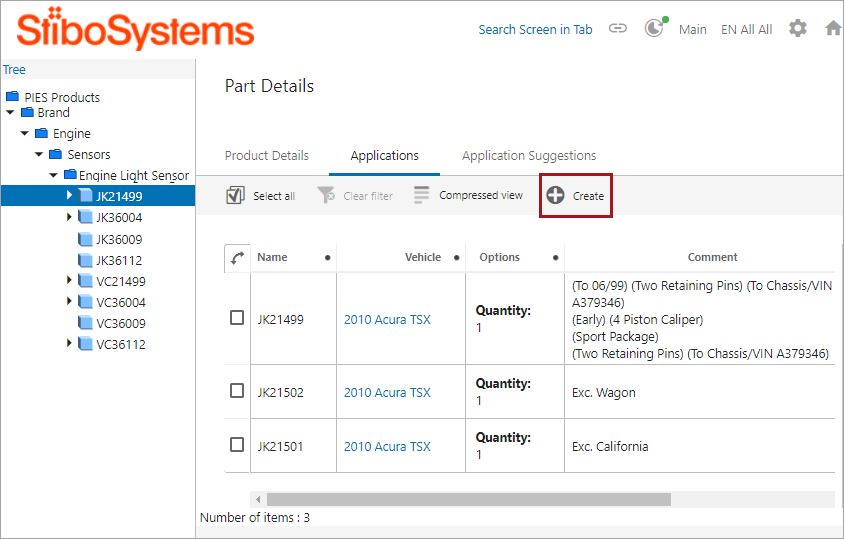 StiboSystems
Search Screen in Tab
Main
EN All All
Tree
PIES Products
Brand
Engine
Sensors
Engine Light Sensor
JK21499
JK36004
JK36009
JK36112
VC21499
VC36004
VC36009
VC36112
Part Details
Product Details
Applications
Application Suggestions
Select all
Clear filter
Compressed view
Create
Name
Vehicle
Options
Comment
JK21499
2010 Acura TSX
Quantity:
1
(To 06/99) (Two Retaining Pins) (To Chassis/VIN
A379346)
(Early) (4 Piston Caliper)
(Sport Package)
(Two Retaining Pins) (To Chassis/VIN A379346)
JK21502
2010 Acura TSX
Quantity:
1
Exc. Wagon
JK21501
2010 Acura TSX
Quantity:
1
Exc. California
Number of items : 3